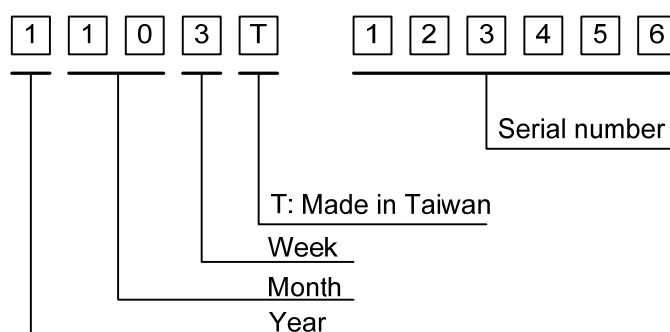 1 1 0 3 T 1 2 3 4 5 6
Serial number
T: Made in Taiwan
Week
Month
Year